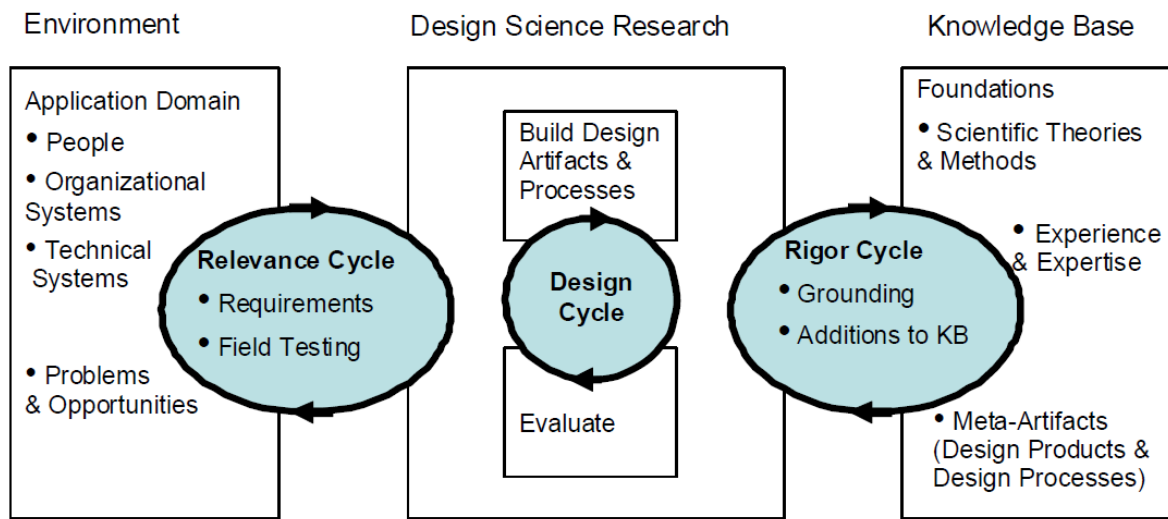 Environment
Design Science Research
Knowledge Base
Application Domain
• People
• Organizational
Systems
• Technical
Systems
• Problems
& Opportunities
Relevance Cycle
• Requirements
• Field Testing
Build Design
Artifacts &
Processes
Design
Cycle
Evaluate
Rigor Cycle
• Grounding
• Additions to KB
Foundations
• Scientific Theories
& Methods
• Experience
& Expertise
• Meta-Artifacts
(Design Products &
Design Processes)